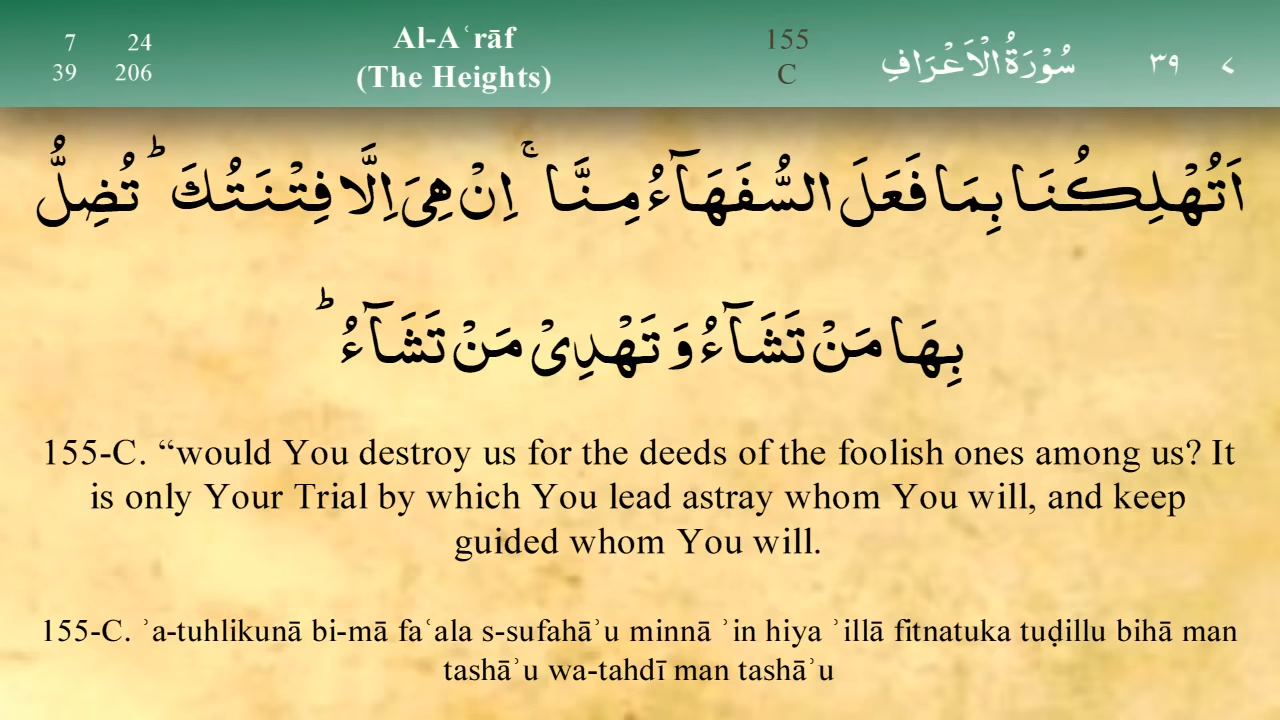 7 24
39 206
Al-Aʿrāf
(The Heights)
155
C
سُوْرَةُ الْاَعْرَافِ
٣٩
٧
اَتُهْلِكُنَا بِمَا فَعَلَ السُّفَهَآءُ مِنَّا ۚ اِنْ هِىَ اِلَّا فِتْنَتُكَ ؕ تُضِلُّ
بِهَا مَنْ تَشَآءُ وَ تَهْدِىْ مَنْ تَشَآءُ ؕ
155-C. “would You destroy us for the deeds of the foolish ones among us? It
is only Your Trial by which You lead astray whom You will, and keep
guided whom You will.
155-C. ʾa-tuhlikunā bi-mā faʿala s-sufahāʾu minnā ʾin hiya ʾillā fitnatuka tuḍillu bihā man
tashāʾu wa-tahdī man tashāʾu